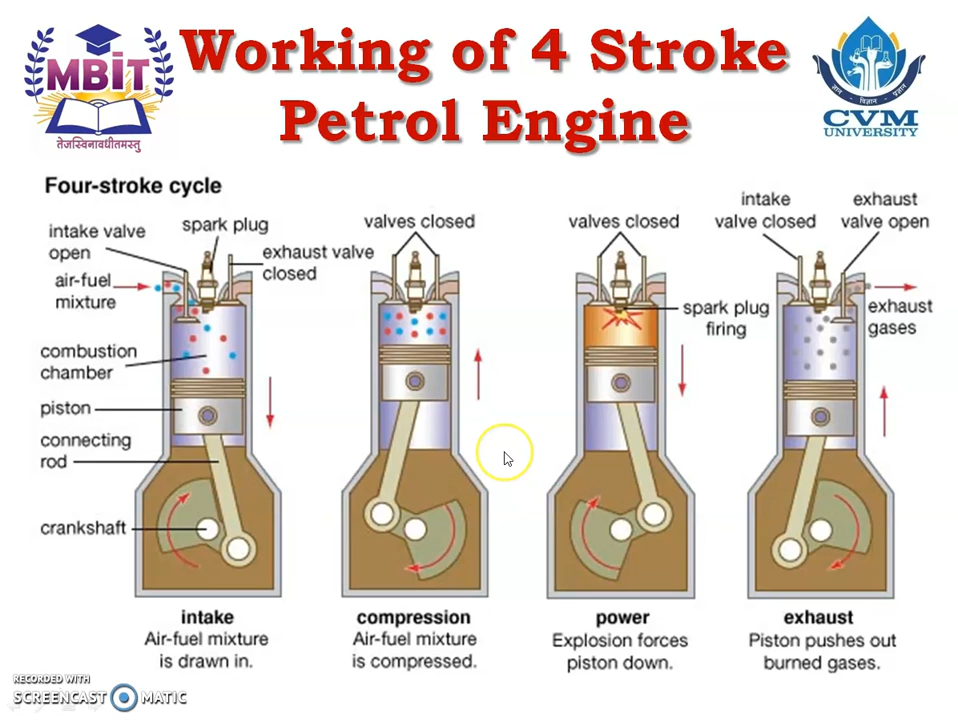 MBIT
तेजस्विनावधीतमस्तु
Working of 4 Stroke
Petrol Engine
ज्ञान - विज्ञान - प्रज्ञान
CVM
UNIVERSITY
Four-stroke cycle
intake valve
open
spark plug
exhaust valve
closed
air-fuel
mixture
combustion
chamber
piston
connecting
rod
crankshaft
valves closed
valves closed
spark plug
firing
intake
valve closed
exhaust
valve open
exhaust
gases
intake
Air-fuel mixture
is drawn in.
compression
Air-fuel mixture
is compressed.
power
Explosion forces
piston down.
exhaust
Piston pushes out
burned gases.
RECORDED WITH
SCREENCAST MATIC